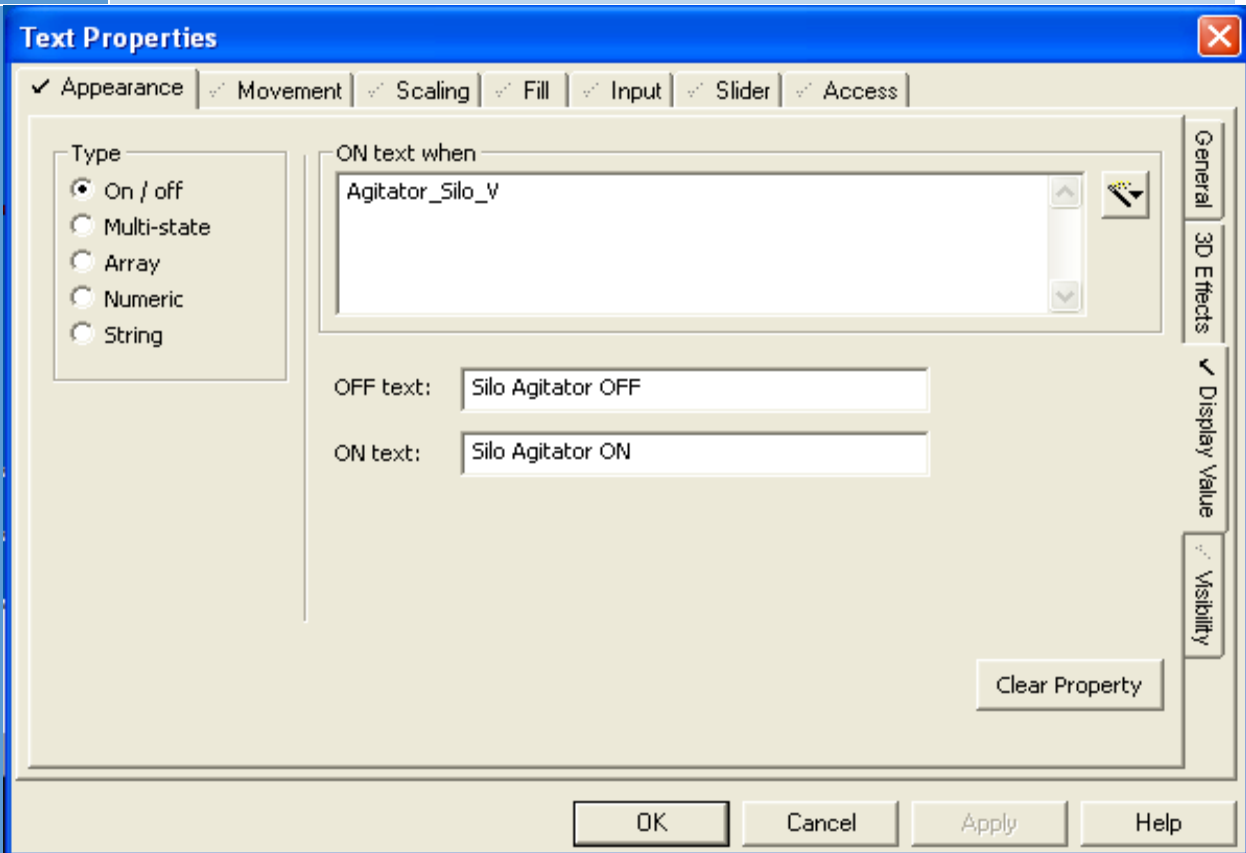 Text Properties
Appearance Movement Scaling Fill Input Slider Access
Type
On / off
Multi-state
Array
Numeric
String
ON text when
Agitator_Silo_V
OFF text: Silo Agitator OFF
ON text: Silo Agitator ON
General
3D Effects
Display Value
Visibility
Clear Property
OK Cancel Apply Help